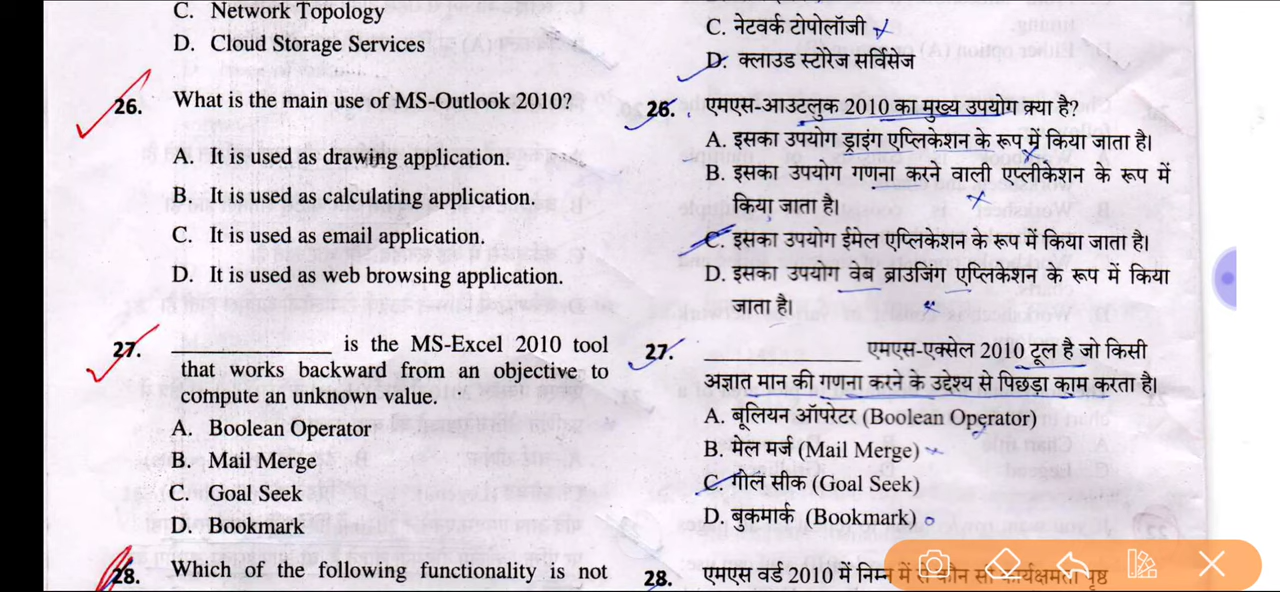 C. Network Topology
D. Cloud Storage Services
26. What is the main use of MS-Outlook 2010?
A. It is used as drawing application.
B. It is used as calculating application.
C. It is used as email application.
D. It is used as web browsing application.
27. ______________ is the MS-Excel 2010 tool
that works backward from an objective to
compute an unknown value.
A. Boolean Operator
B. Mail Merge
C. Goal Seek
D. Bookmark
28. Which of the following functionality is not
C. नेटवर्क टोपोलॉजी
D. क्लाउड स्टोरेज सर्विसेज
26. एमएस-आउटलुक 2010 का मुख्य उपयोग क्या है?
A. इसका उपयोग ड्राइंग एप्लिकेशन के रूप में किया जाता है।
B. इसका उपयोग गणना करने वाली एप्लीकेशन के रूप में
किया जाता है।
C. इसका उपयोग ईमेल एप्लिकेशन के रूप में किया जाता है।
D. इसका उपयोग वेब ब्राउजिंग एप्लिकेशन के रूप में किया
जाता है।
27. ______________ एमएस-एक्सेल 2010 टूल है जो किसी
अज्ञात मान की गणना करने के उद्देश्य से पिछड़ा काम करता है।
A. बूलियन ऑपरेटर (Boolean Operator)
B. मेल मर्ज (Mail Merge)
C. गोल सीक (Goal Seek)
D. बुकमार्क (Bookmark)
28. एमएस वर्ड 2010 में निम्न में से कौन सी कार्यक्षमता पृष्ठ